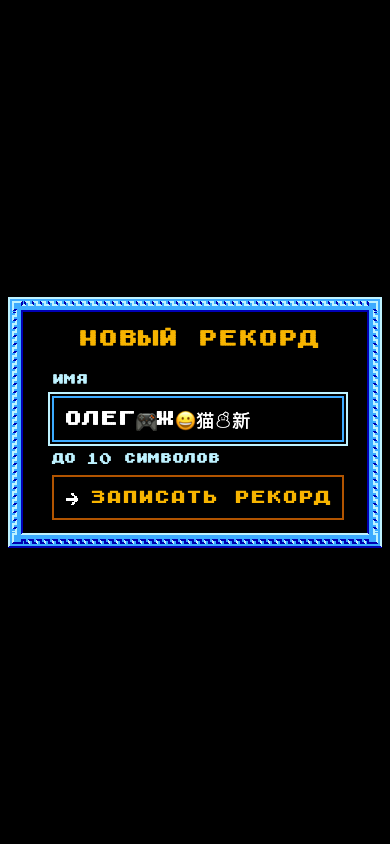 НОВЫЙ РЕКОРД
ИМЯ
ОЛЕГ🎮Ж😀猫☃新
ДО 10 СИМВОЛОВ
→ ЗАПИСАТЬ РЕКОРД